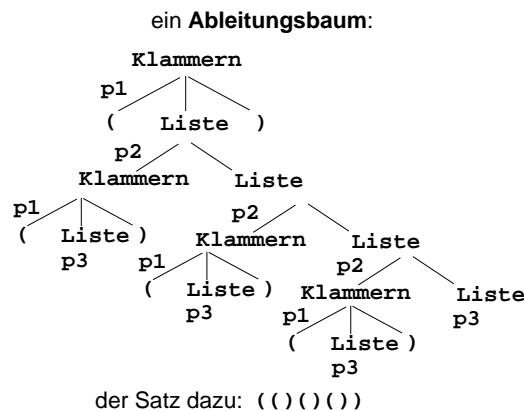 ein Ableitungsbaum:
Klammern
p1
( Liste )
p2
Klammern Liste
p1 p2
( Liste ) Klammern Liste
p3 p1 p2
( Liste ) Klammern Liste
p3 p1 p3
( Liste )
p3
der Satz dazu: (()()())